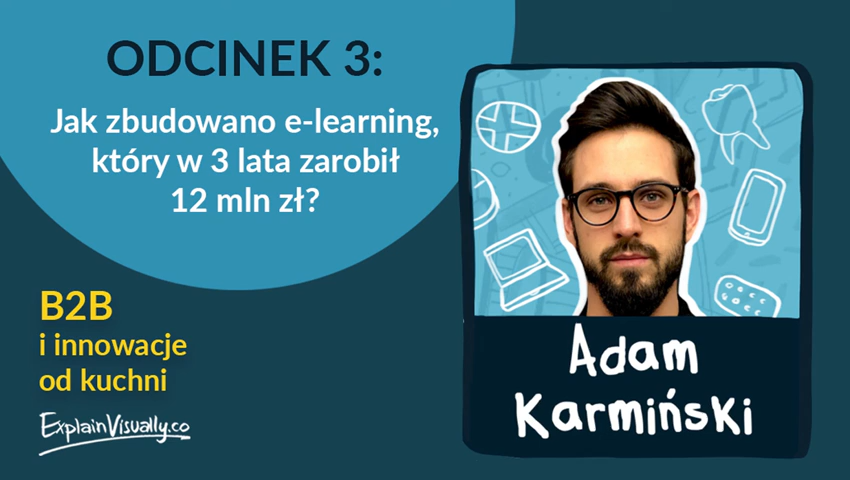 ODCINEK 3:
Jak zbudowano e-learning,
który w 3 lata zarobił
12 mln zł?
B2B
i innowacje
od kuchni
ExplainVisually.co
Adam
Karmiński